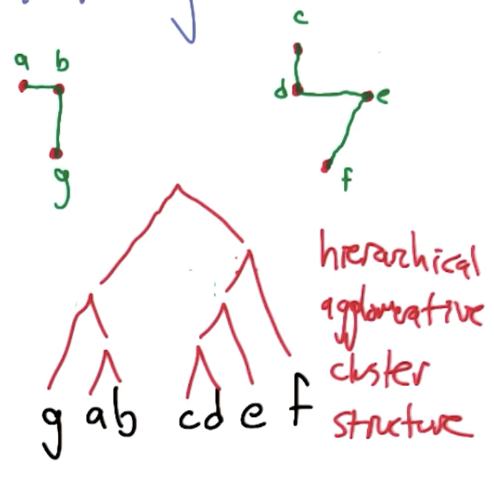 c
a b
d e
g
f
hierarchical
agglomerative
cluster
structure
g a b c d e f